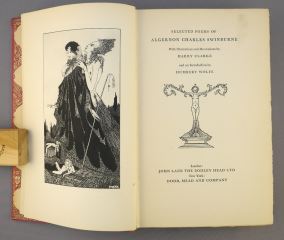 SELECTED POEMS OF
ALGERNON CHARLES SWINBURNE
With Illustrations and Decorations by
HARRY CLARKE
and an Introduction by
HUMBERT WOLFE
London:
JOHN LANE THE BODLEY HEAD LTD
New York:
DODD, MEAD AND COMPANY